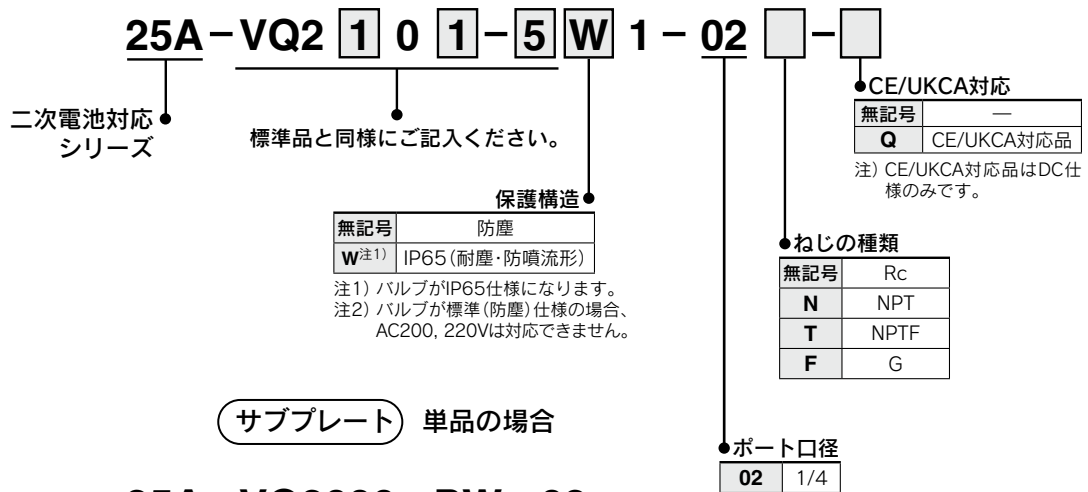 25A-VQ2 1 0 1-5 W 1-02 □-□
二次電池対応
シリーズ
標準品と同様にご記入ください。
CE/UKCA対応
無記号 —
Q CE/UKCA対応品
注) CE/UKCA対応品はDC仕
様のみです。
保護構造
無記号 防塵
W注1) IP65(耐塵・防噴流形)
注1) バルブがIP65仕様になります。
注2) バルブが標準(防塵)仕様の場合、
AC200, 220Vは対応できません。
ねじの種類
無記号 Rc
N NPT
T NPTF
F G
サブプレート 単品の場合
ポート口径
02 1/4